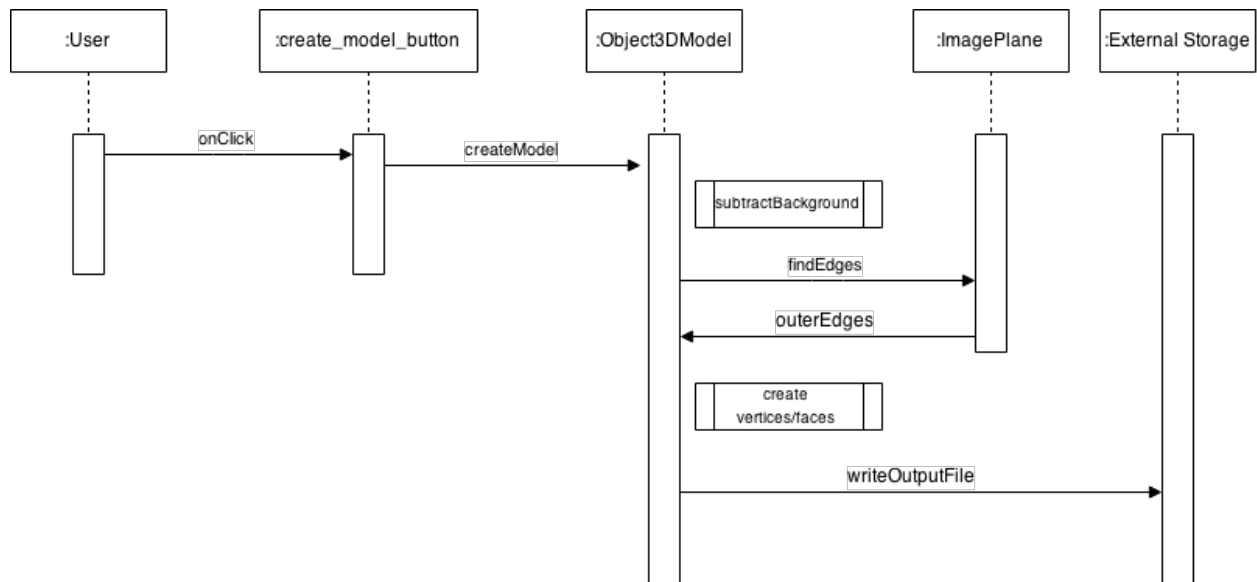 :User
:create_model_button
:Object3DModel
:ImagePlane
:External Storage
onClick
createModel
subtractBackground
findEdges
outerEdges
create
vertices/faces
writeOutputFile